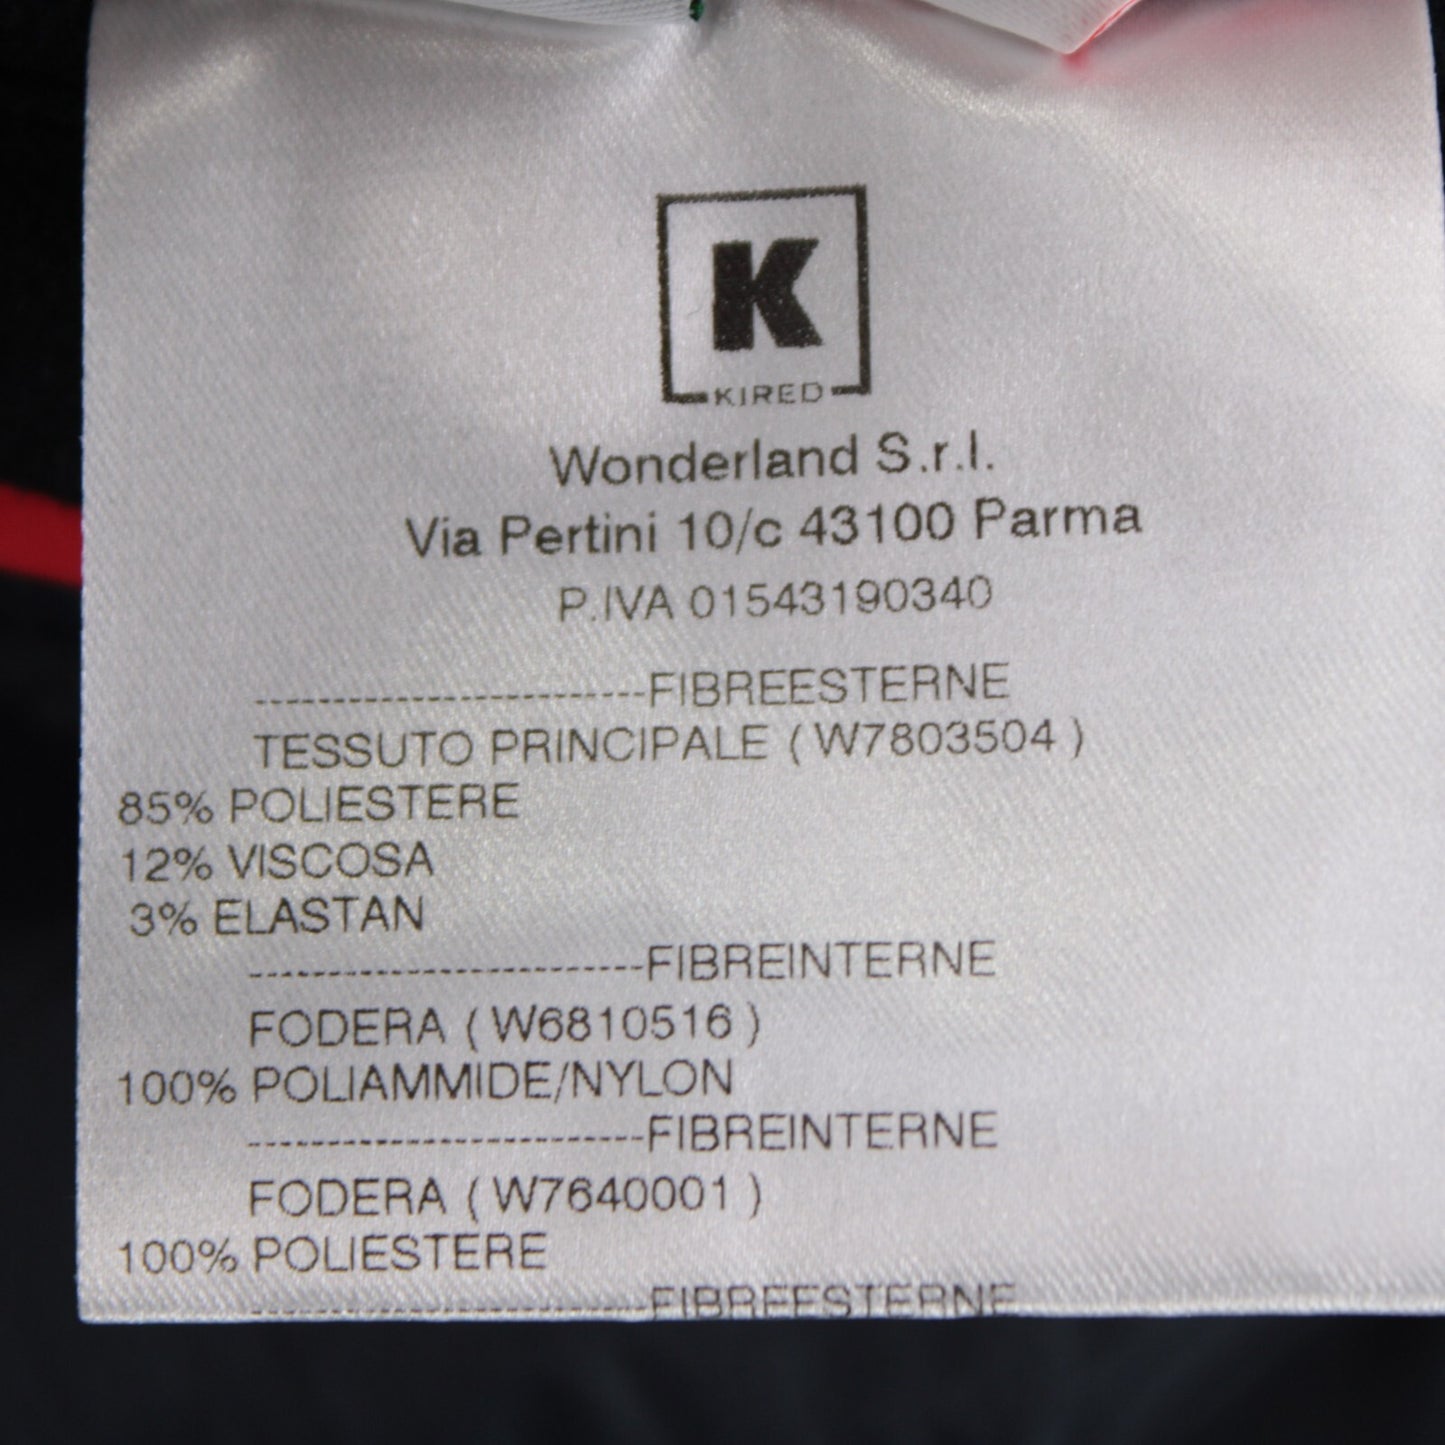 K
KIRED
Wonderland S.r.l.
Via Pertini 10/c 43100 Parma
P.IVA 01543190340
-------------------------FIBREESTERNE
TESSUTO PRINCIPALE ( W7803504 )
85% POLIESTERE
12% VISCOSA
3% ELASTAN
-------------------------FIBREINTERNE
FODERA ( W6810516 )
100% POLIAMMIDE/NYLON
-------------------------FIBREINTERNE
FODERA ( W7640001 )
100% POLIESTERE
-------------------------FIBREESTERNE